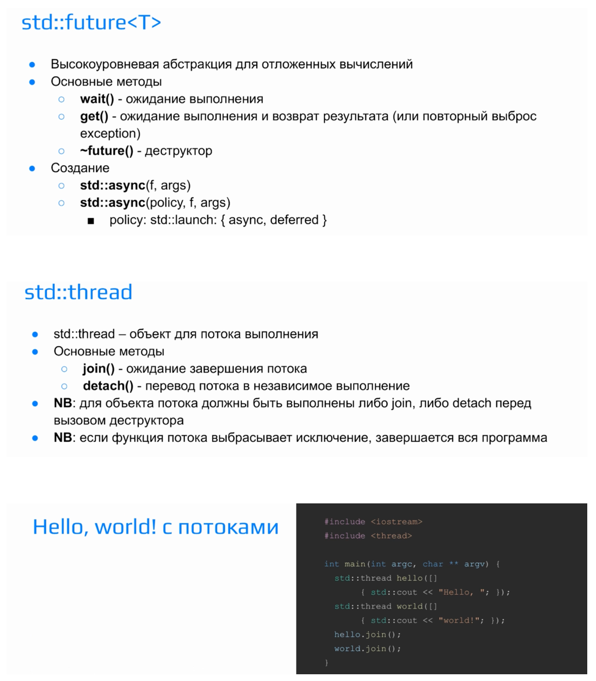 std::future<T>
● Высокоуровневая абстракция для отложенных вычислений
● Основные методы
○ wait() - ожидание выполнения
○ get() - ожидание выполнения и возврат результата (или повторный выброс
exception)
○ ~future() - деструктор
● Создание
○ std::async(f, args)
○ std::async(policy, f, args)
■ policy: std::launch: { async, deferred }
std::thread
● std::thread – объект для потока выполнения
● Основные методы
○ join() - ожидание завершения потока
○ detach() - перевод потока в независимое выполнение
● NB: для объекта потока должны быть выполнены либо join, либо detach перед
вызовом деструктора
● NB: если функция потока выбрасывает исключение, завершается вся программа
Hello, world! с потоками
#include <iostream>
#include <thread>
int main(int argc, char ** argv) {
std::thread hello([]
{ std::cout << "Hello, "; });
std::thread world([]
{ std::cout << "world!"; });
hello.join();
world.join();
}